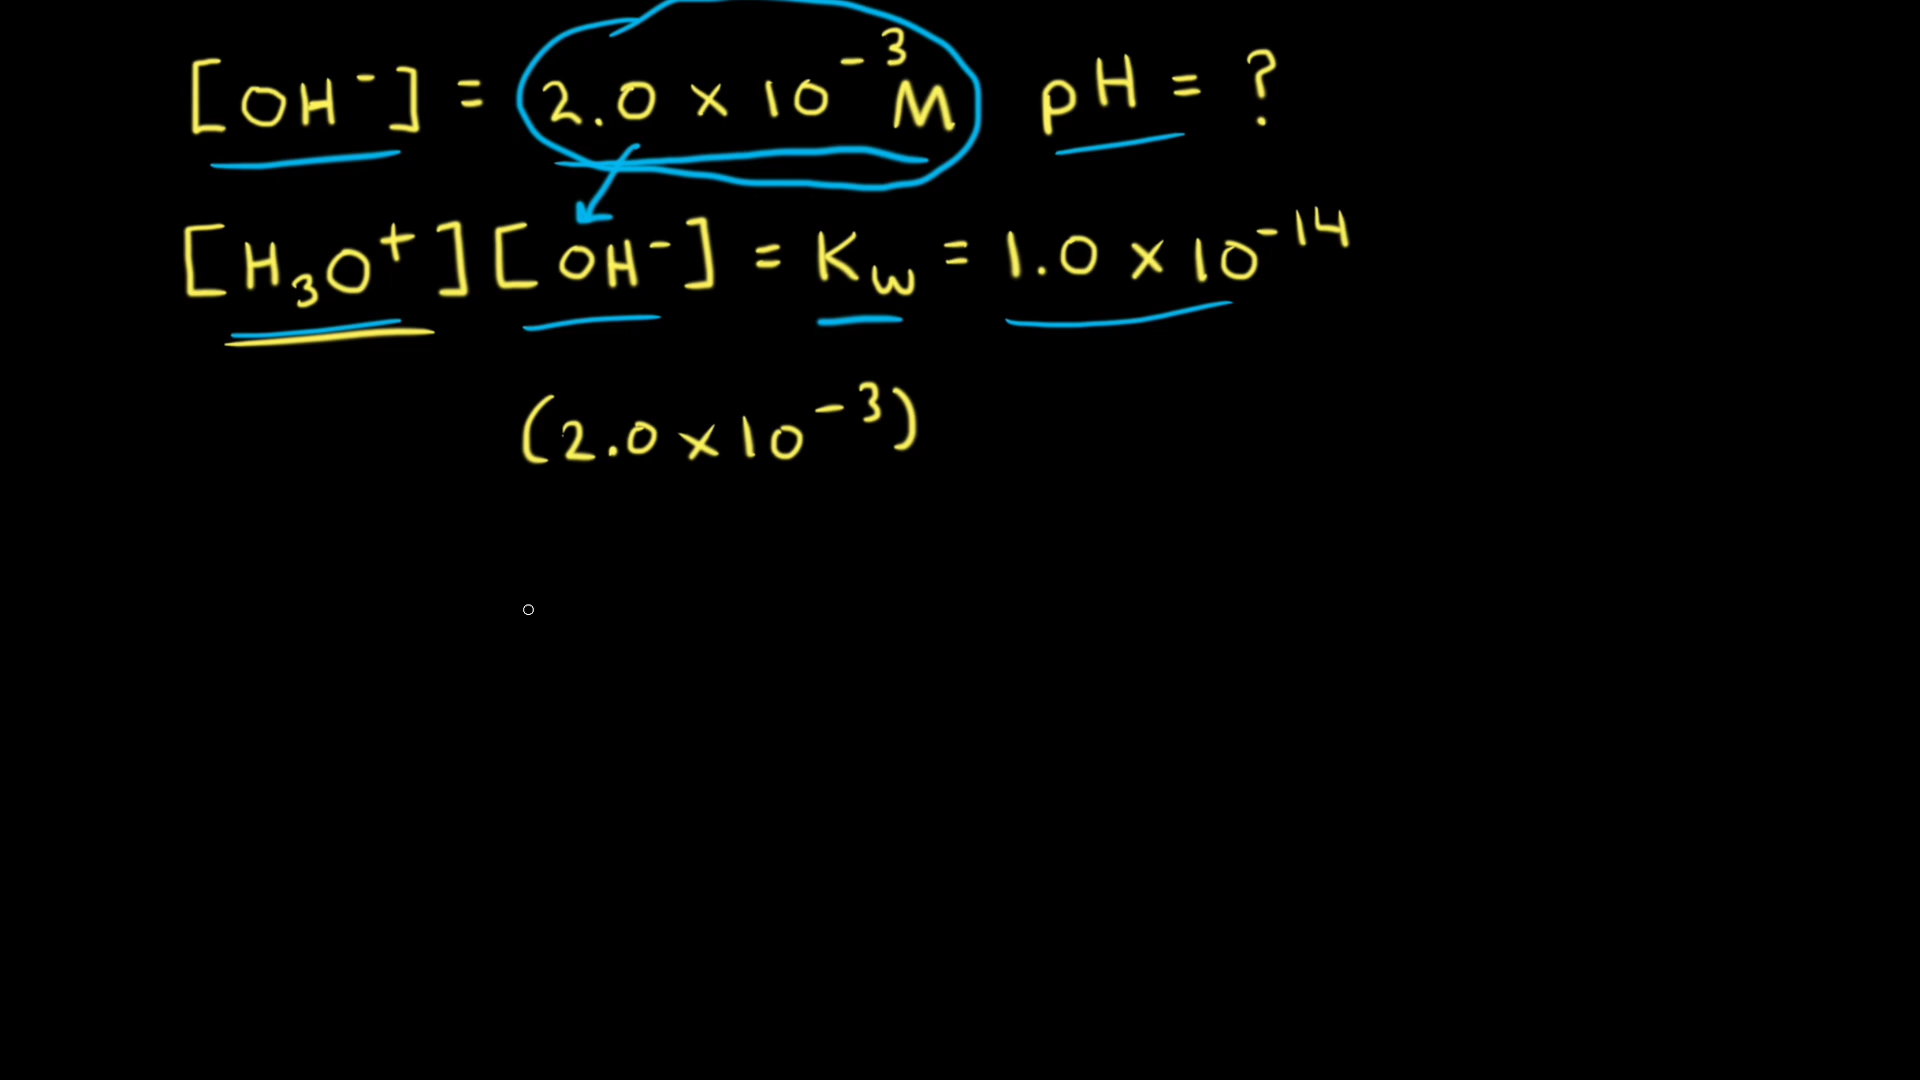 [OH⁻] = 2.0 x 10⁻³ M pH = ?
[H₃O⁺][OH⁻] = Kw = 1.0 x 10⁻¹⁴
(2.0 x 10⁻³)